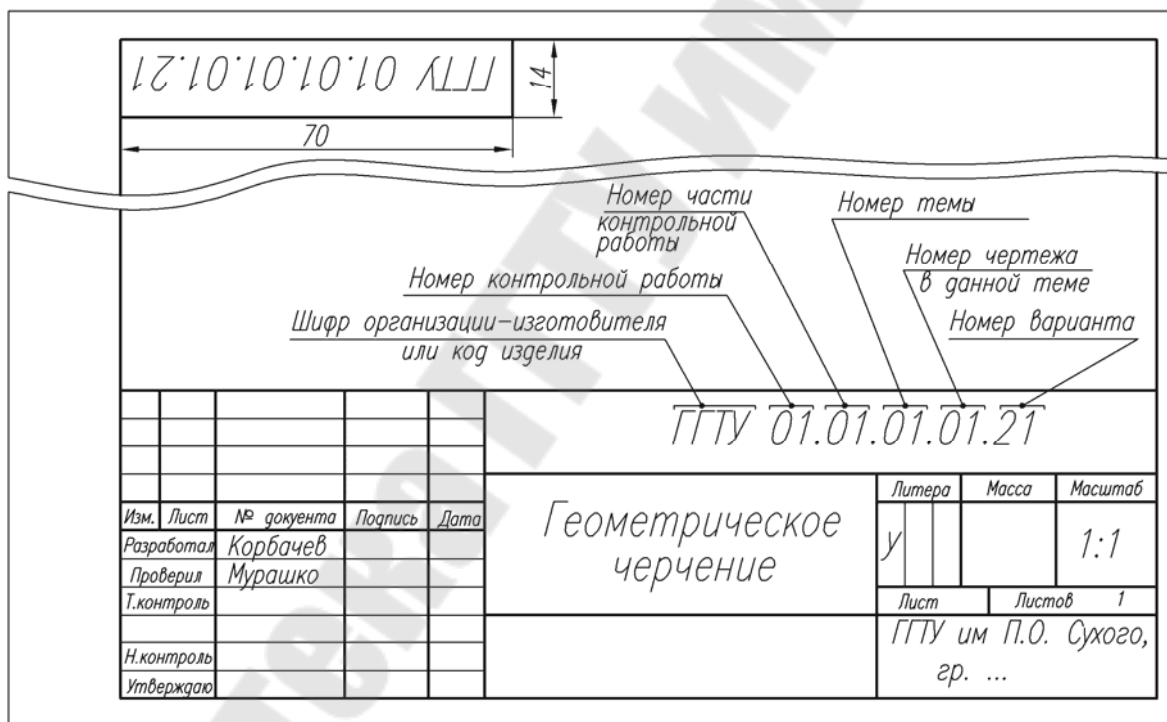 ГГТУ 01.01.01.01.21
14
70
Номер части
контрольной
работы
Номер темы
Номер контрольной работы
Номер чертежа
в данной теме
Шифр организации-изготовителя
или код изделия
Номер варианта
ГГТУ 01.01.01.01.21
Литера Масса Масштаб
Изм. Лист № докуента Подпись Дата
Геометрическое
черчение
Разработал Корбачев
У 1:1
Проверил Мурашко
Т.контроль
Лист Листов 1
ГГТУ им П.О. Сухого,
гр. ...
Н.контроль
Утверждаю